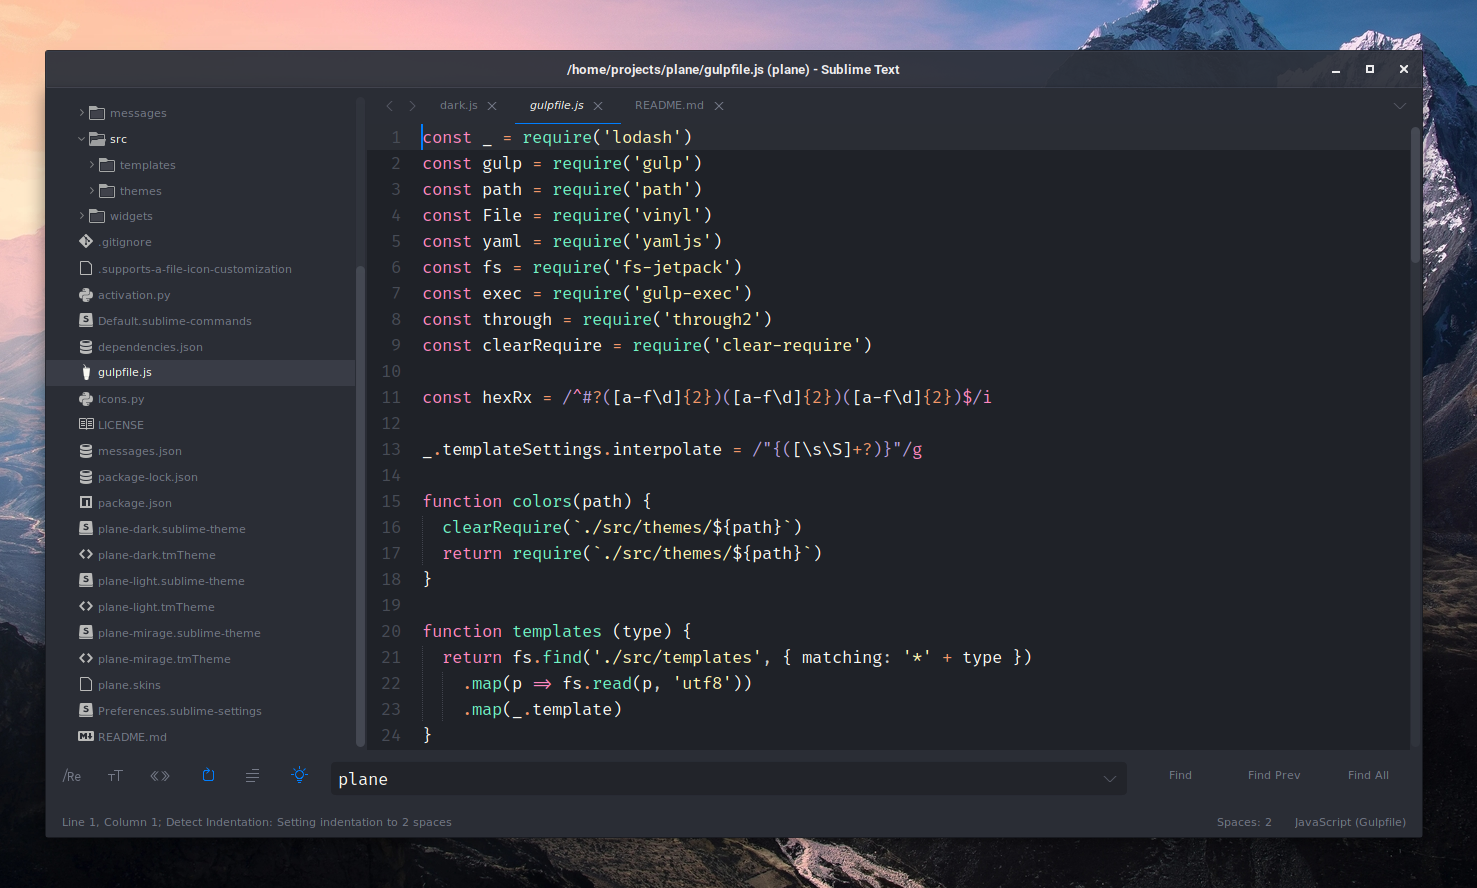 /home/projects/plane/gulpfile.js (plane) - Sublime Text
messages
src
templates
themes
widgets
.gitignore
.supports-a-file-icon-customization
activation.py
Default.sublime-commands
dependencies.json
gulpfile.js
Icons.py
LICENSE
messages.json
package-lock.json
package.json
plane-dark.sublime-theme
plane-dark.tmTheme
plane-light.sublime-theme
plane-light.tmTheme
plane-mirage.sublime-theme
plane-mirage.tmTheme
plane.skins
Preferences.sublime-settings
README.md
dark.js gulpfile.js README.md
1 const _ = require('lodash')
2 const gulp = require('gulp')
3 const path = require('path')
4 const File = require('vinyl')
5 const yaml = require('yamljs')
6 const fs = require('fs-jetpack')
7 const exec = require('gulp-exec')
8 const through = require('through2')
9 const clearRequire = require('clear-require')
10
11 const hexRx = /^#?([a-f\d]{2})([a-f\d]{2})([a-f\d]{2})$/i
12
13 _.templateSettings.interpolate = /"{([\s\S]+?)}"/g
14
15 function colors(path) {
16 clearRequire(`./src/themes/${path}`)
17 return require(`./src/themes/${path}`)
18 }
19
20 function templates (type) {
21 return fs.find('./src/templates', { matching: '*' + type })
22 .map(p => fs.read(p, 'utf8'))
23 .map(_.template)
24 }
/Re TT «» plane Find Find Prev Find All
Line 1, Column 1; Detect Indentation: Setting indentation to 2 spaces Spaces: 2 JavaScript (Gulpfile)